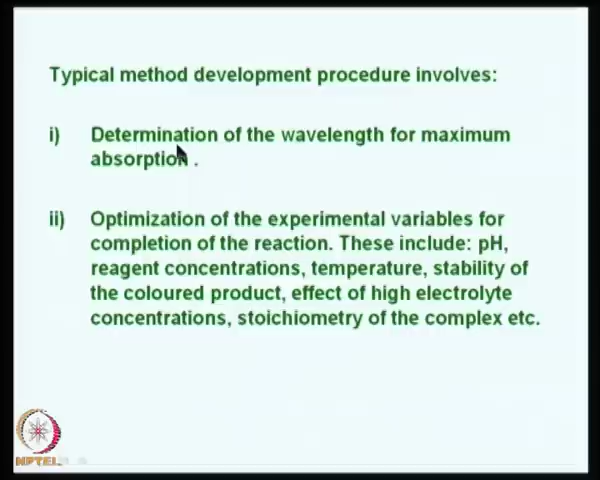 Typical method development procedure involves:
i) Determination of the wavelength for maximum
absorption .
ii) Optimization of the experimental variables for
completion of the reaction. These include: pH,
reagent concentrations, temperature, stability of
the coloured product, effect of high electrolyte
concentrations, stoichiometry of the complex etc.
NPTEL